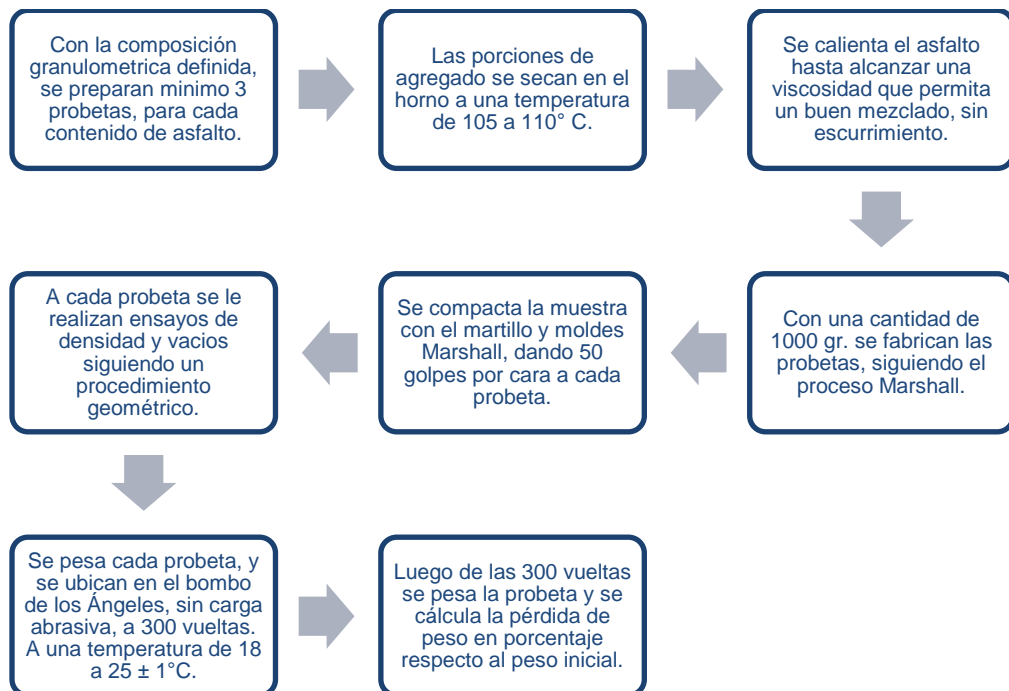 Con la composición
granulometrica definida,
se preparan minimo 3
probetas, para cada
contenido de asfalto.
Las porciones de
agregado se secan en el
horno a una temperatura
de 105 a 110° C.
Se calienta el asfalto
hasta alcanzar una
viscosidad que permita
un buen mezclado, sin
escurrimiento.
Con una cantidad de
1000 gr. se fabrican las
probetas, siguiendo el
proceso Marshall.
Se compacta la muestra
con el martillo y moldes
Marshall, dando 50
golpes por cara a cada
probeta.
A cada probeta se le
realizan ensayos de
densidad y vacios
siguiendo un
procedimiento
geométrico.
Se pesa cada probeta, y
se ubican en el bombo
de los Ángeles, sin carga
abrasiva, a 300 vueltas.
A una temperatura de 18
a 25 ± 1°C.
Luego de las 300 vueltas
se pesa la probeta y se
cálcula la pérdida de
peso en porcentaje
respecto al peso inicial.